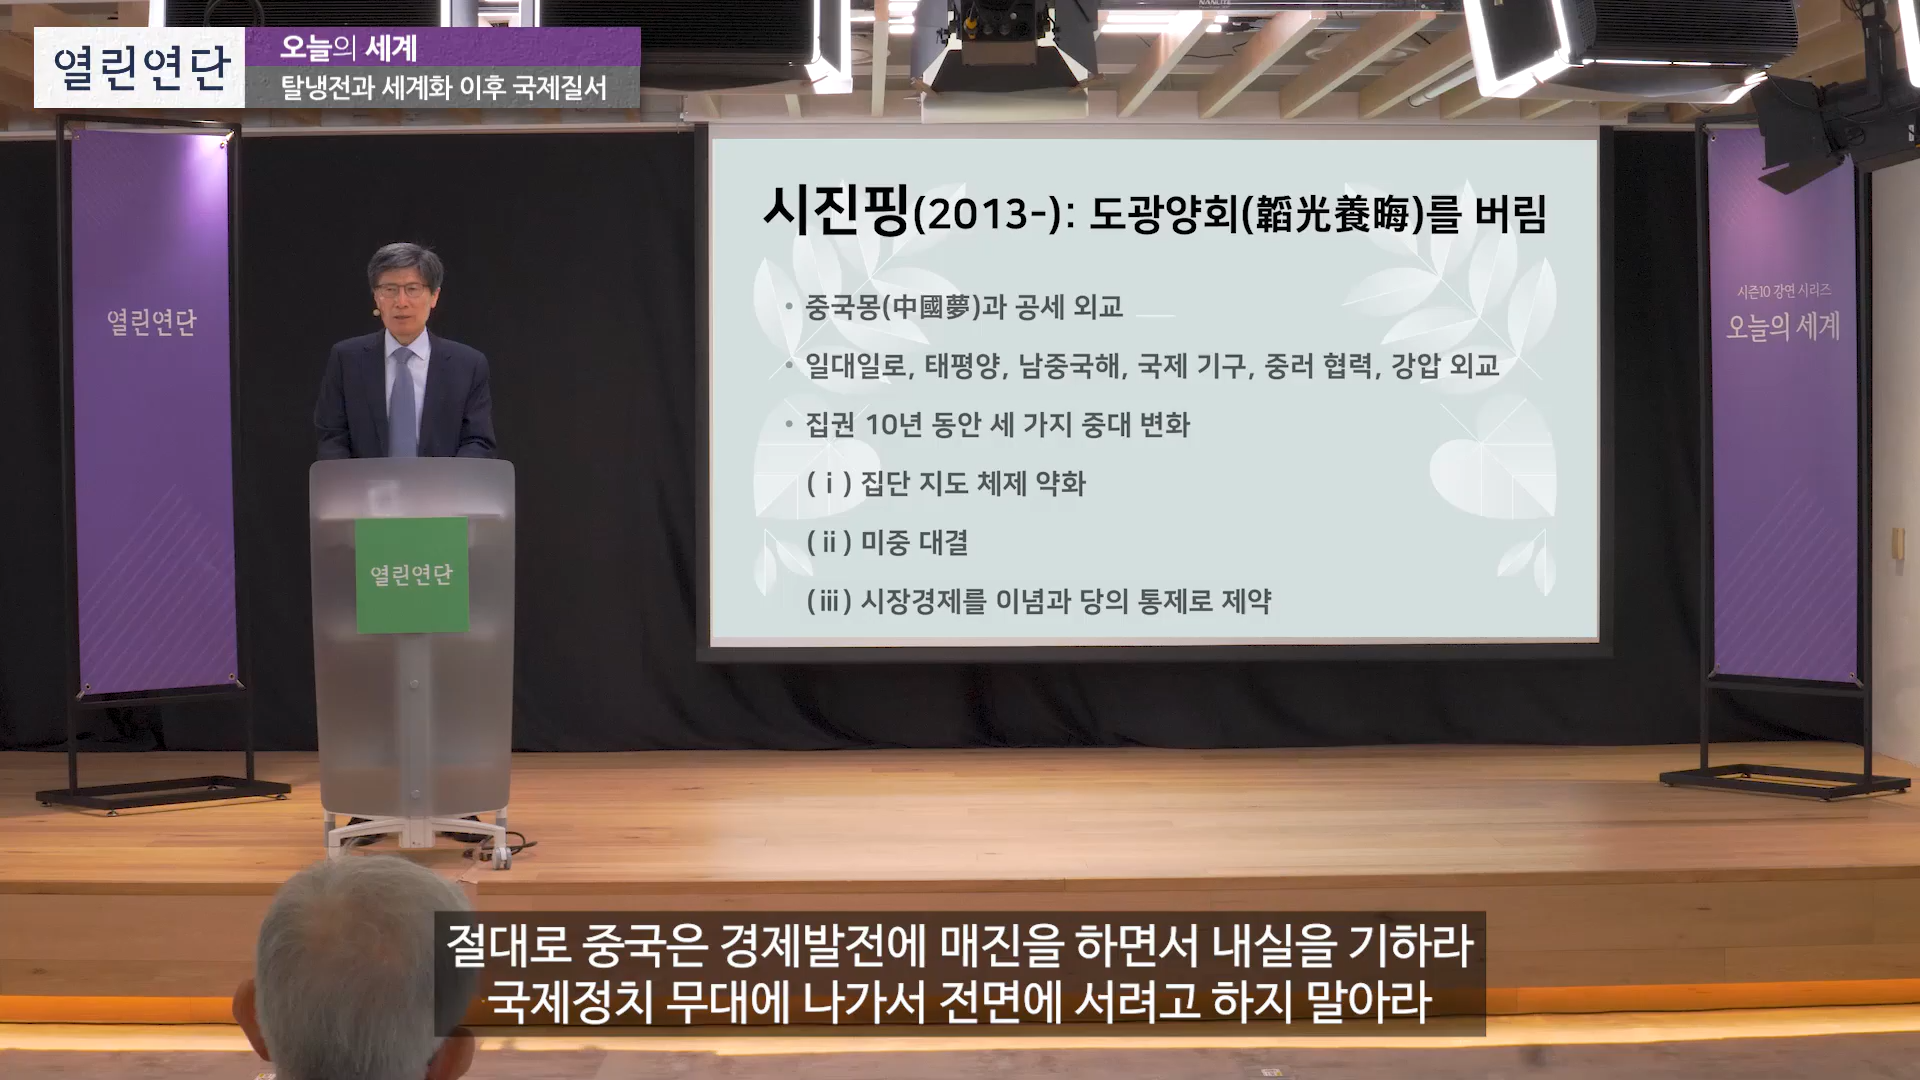 열린연단
오늘의 세계
탈냉전과 세계화 이후 국제질서
NANLITE
열린연단
시진핑(2013-): 도광양회(韜光養晦)를 버림
• 중국몽(中國夢)과 공세 외교
• 일대일로, 태평양, 남중국해, 국제 기구, 중러 협력, 강압 외교
• 집권 10년 동안 세 가지 중대 변화
(ⅰ) 집단 지도 체제 약화
(ⅱ) 미중 대결
(ⅲ) 시장경제를 이념과 당의 통제로 제약
시즌10 강연 시리즈
오늘의 세계
열린연단
절대로 중국은 경제발전에 매진을 하면서 내실을 기하라
국제정치 무대에 나가서 전면에 서려고 하지 말아라